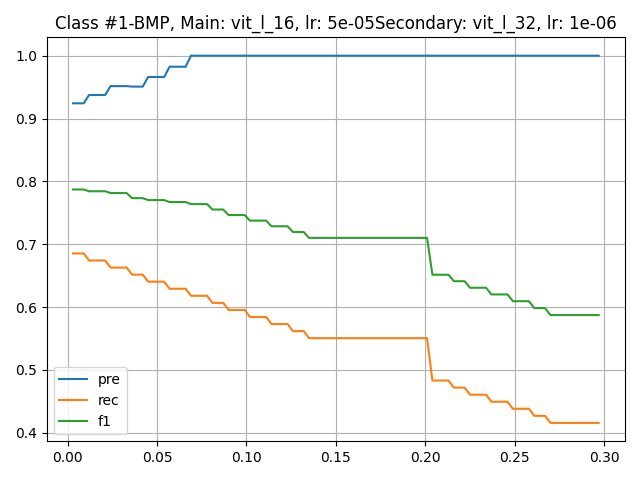 Class #1-BMP, Main: vit_l_16, lr: 5e-05Secondary: vit_l_32, lr: 1e-06
1.0
0.9
0.8
0.7
0.6
0.5
0.4
pre
rec
f1
0.00 0.05 0.10 0.15 0.20 0.25 0.30